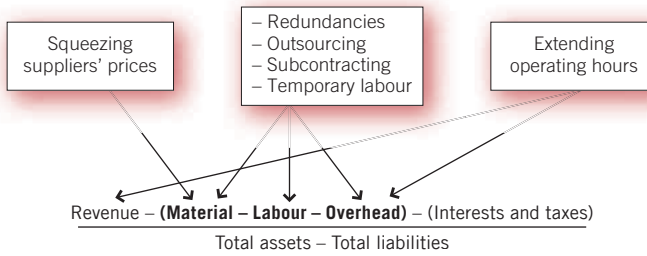 Squeezing
suppliers' prices
– Redundancies
– Outsourcing
– Subcontracting
– Temporary labour
Extending
operating hours
Revenue – (Material – Labour – Overhead) – (Interests and taxes)
Total assets – Total liabilities